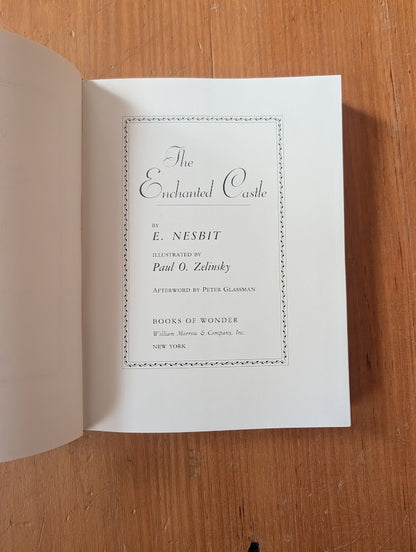 The
Enchanted Castle
BY
E. NESBIT
ILLUSTRATED BY
Paul O. Zelinsky
AFTERWORD BY PETER GLASSMAN
BOOKS OF WONDER
William Morrow & Company, Inc.
NEW YORK